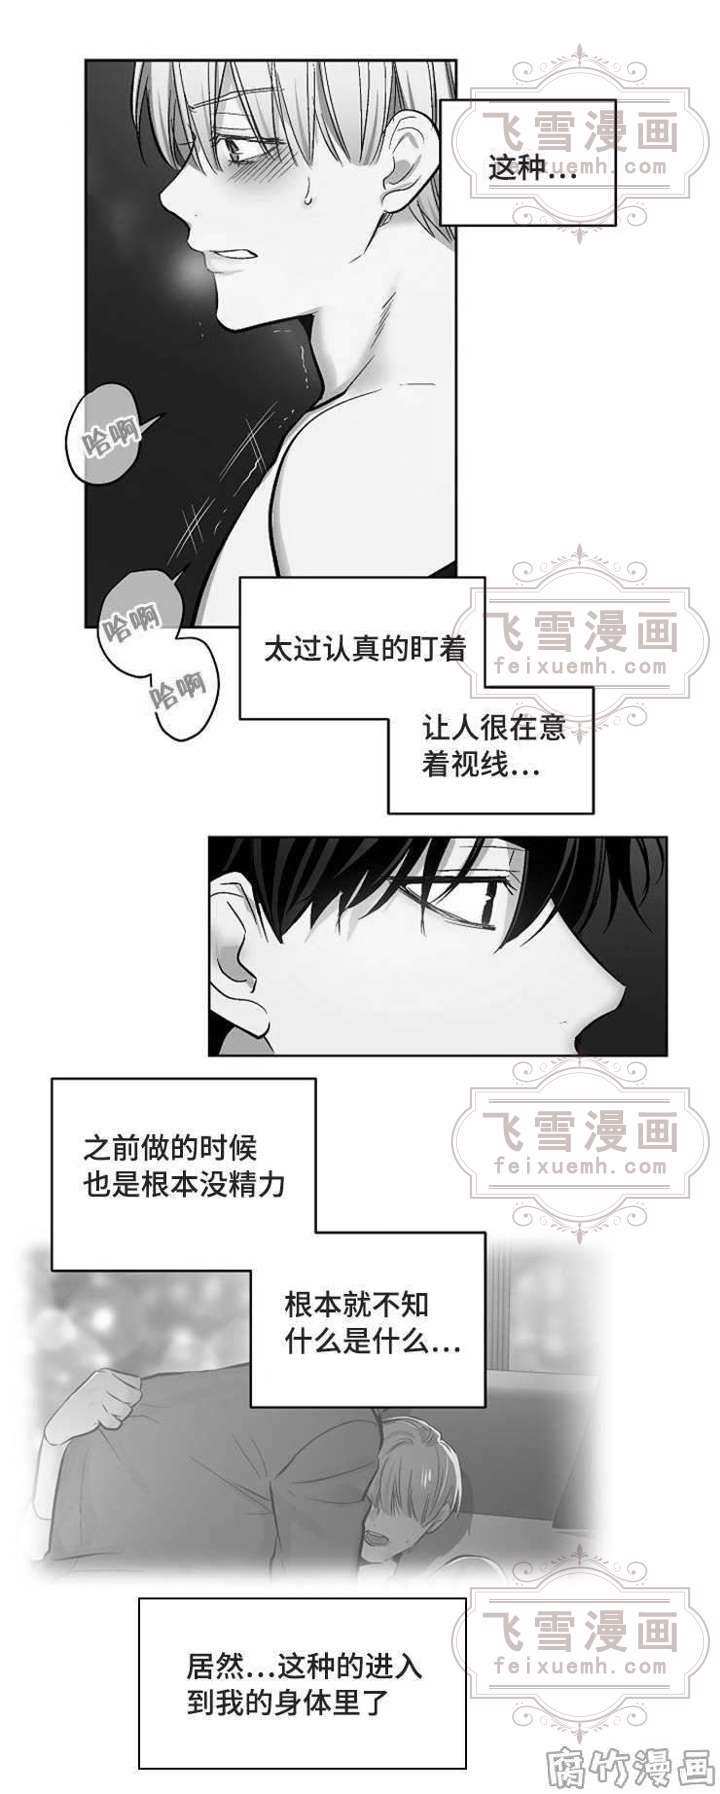 飞雪漫画
feixuemh.com
这种...
哈啊
哈啊
哈啊
飞雪漫画
feixuemh.com
太过认真的盯着
让人很在意
着视线...
飞雪漫画
feixuemh.com
之前做的时候
也是根本没精力
根本就不知
什么是什么...
飞雪漫画
feixuemh.com
居然...这种的进入
到我的身体里了
腐竹漫画